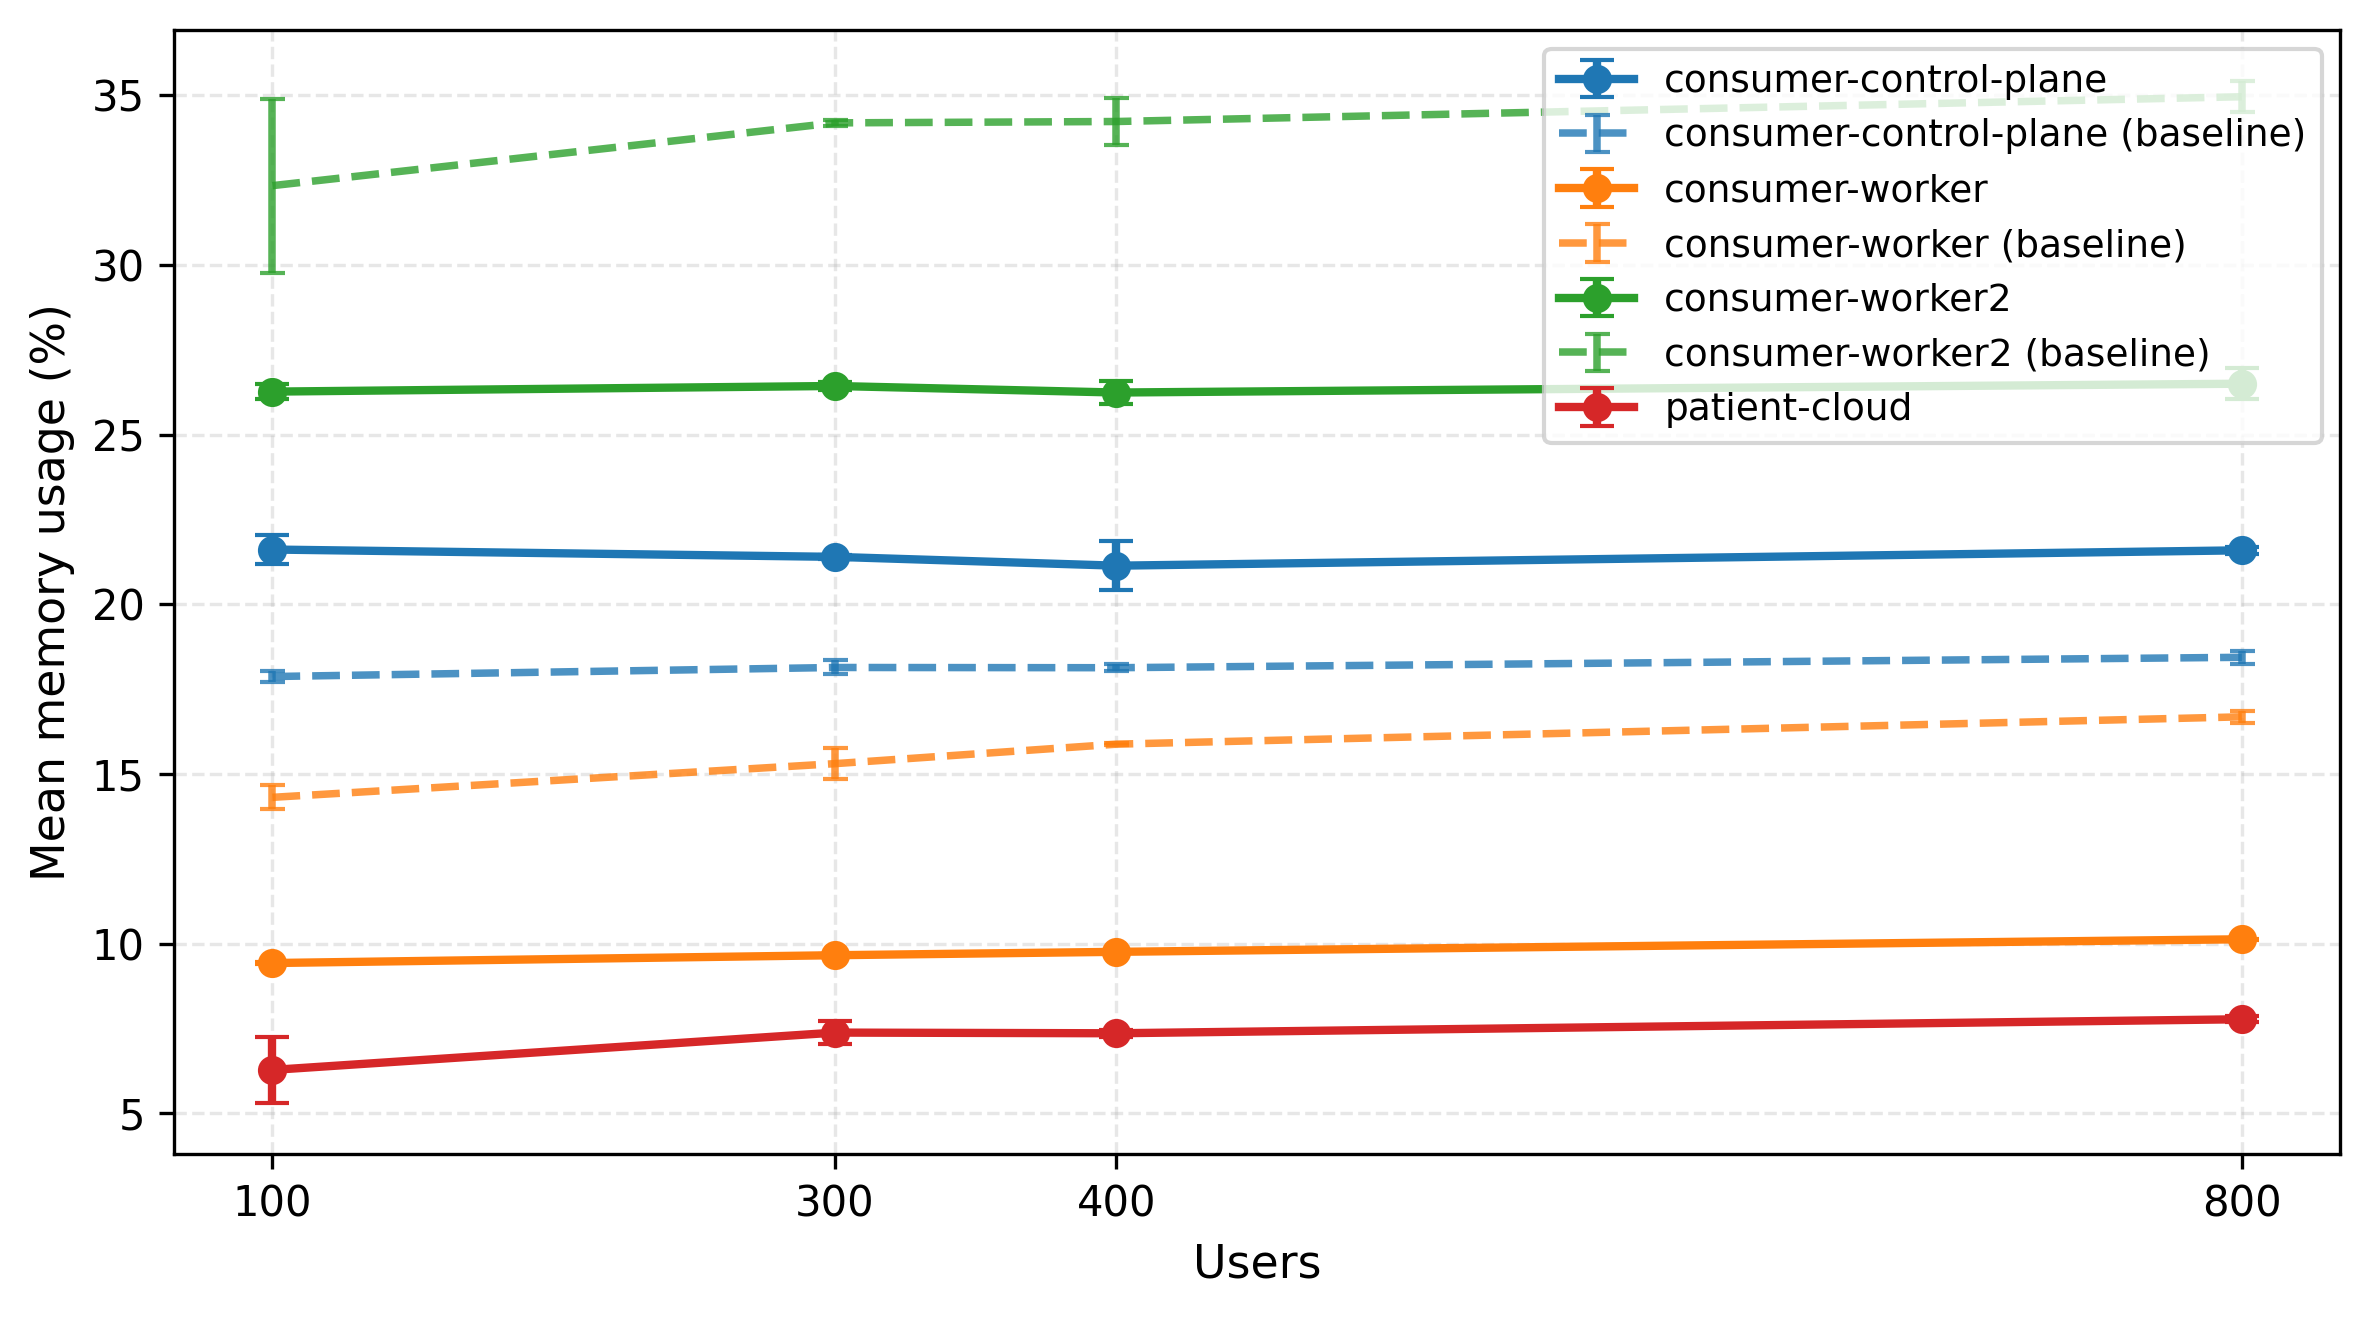 35
30
25
20
15
10
5
Mean memory usage (%)
consumer-control-plane
consumer-control-plane (baseline)
consumer-worker
consumer-worker (baseline)
consumer-worker2
consumer-worker2 (baseline)
patient-cloud
100 300 400 800
Users